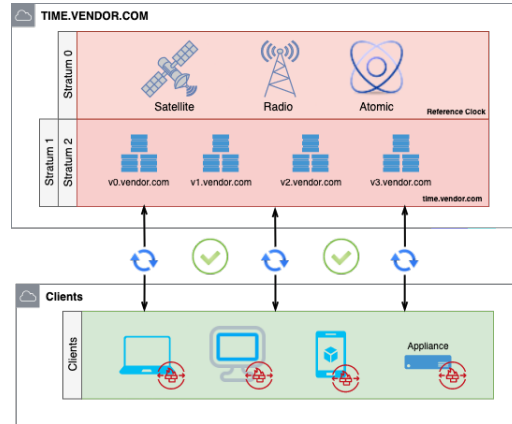 TIME.VENDOR.COM
Stratum 0
Satellite
Radio
Atomic
Reference Clock
Stratum 1
Stratum 2
v0.vendor.com
v1.vendor.com
v2.vendor.com
v3.vendor.com
time.vendor.com
Clients
Clients
Appliance